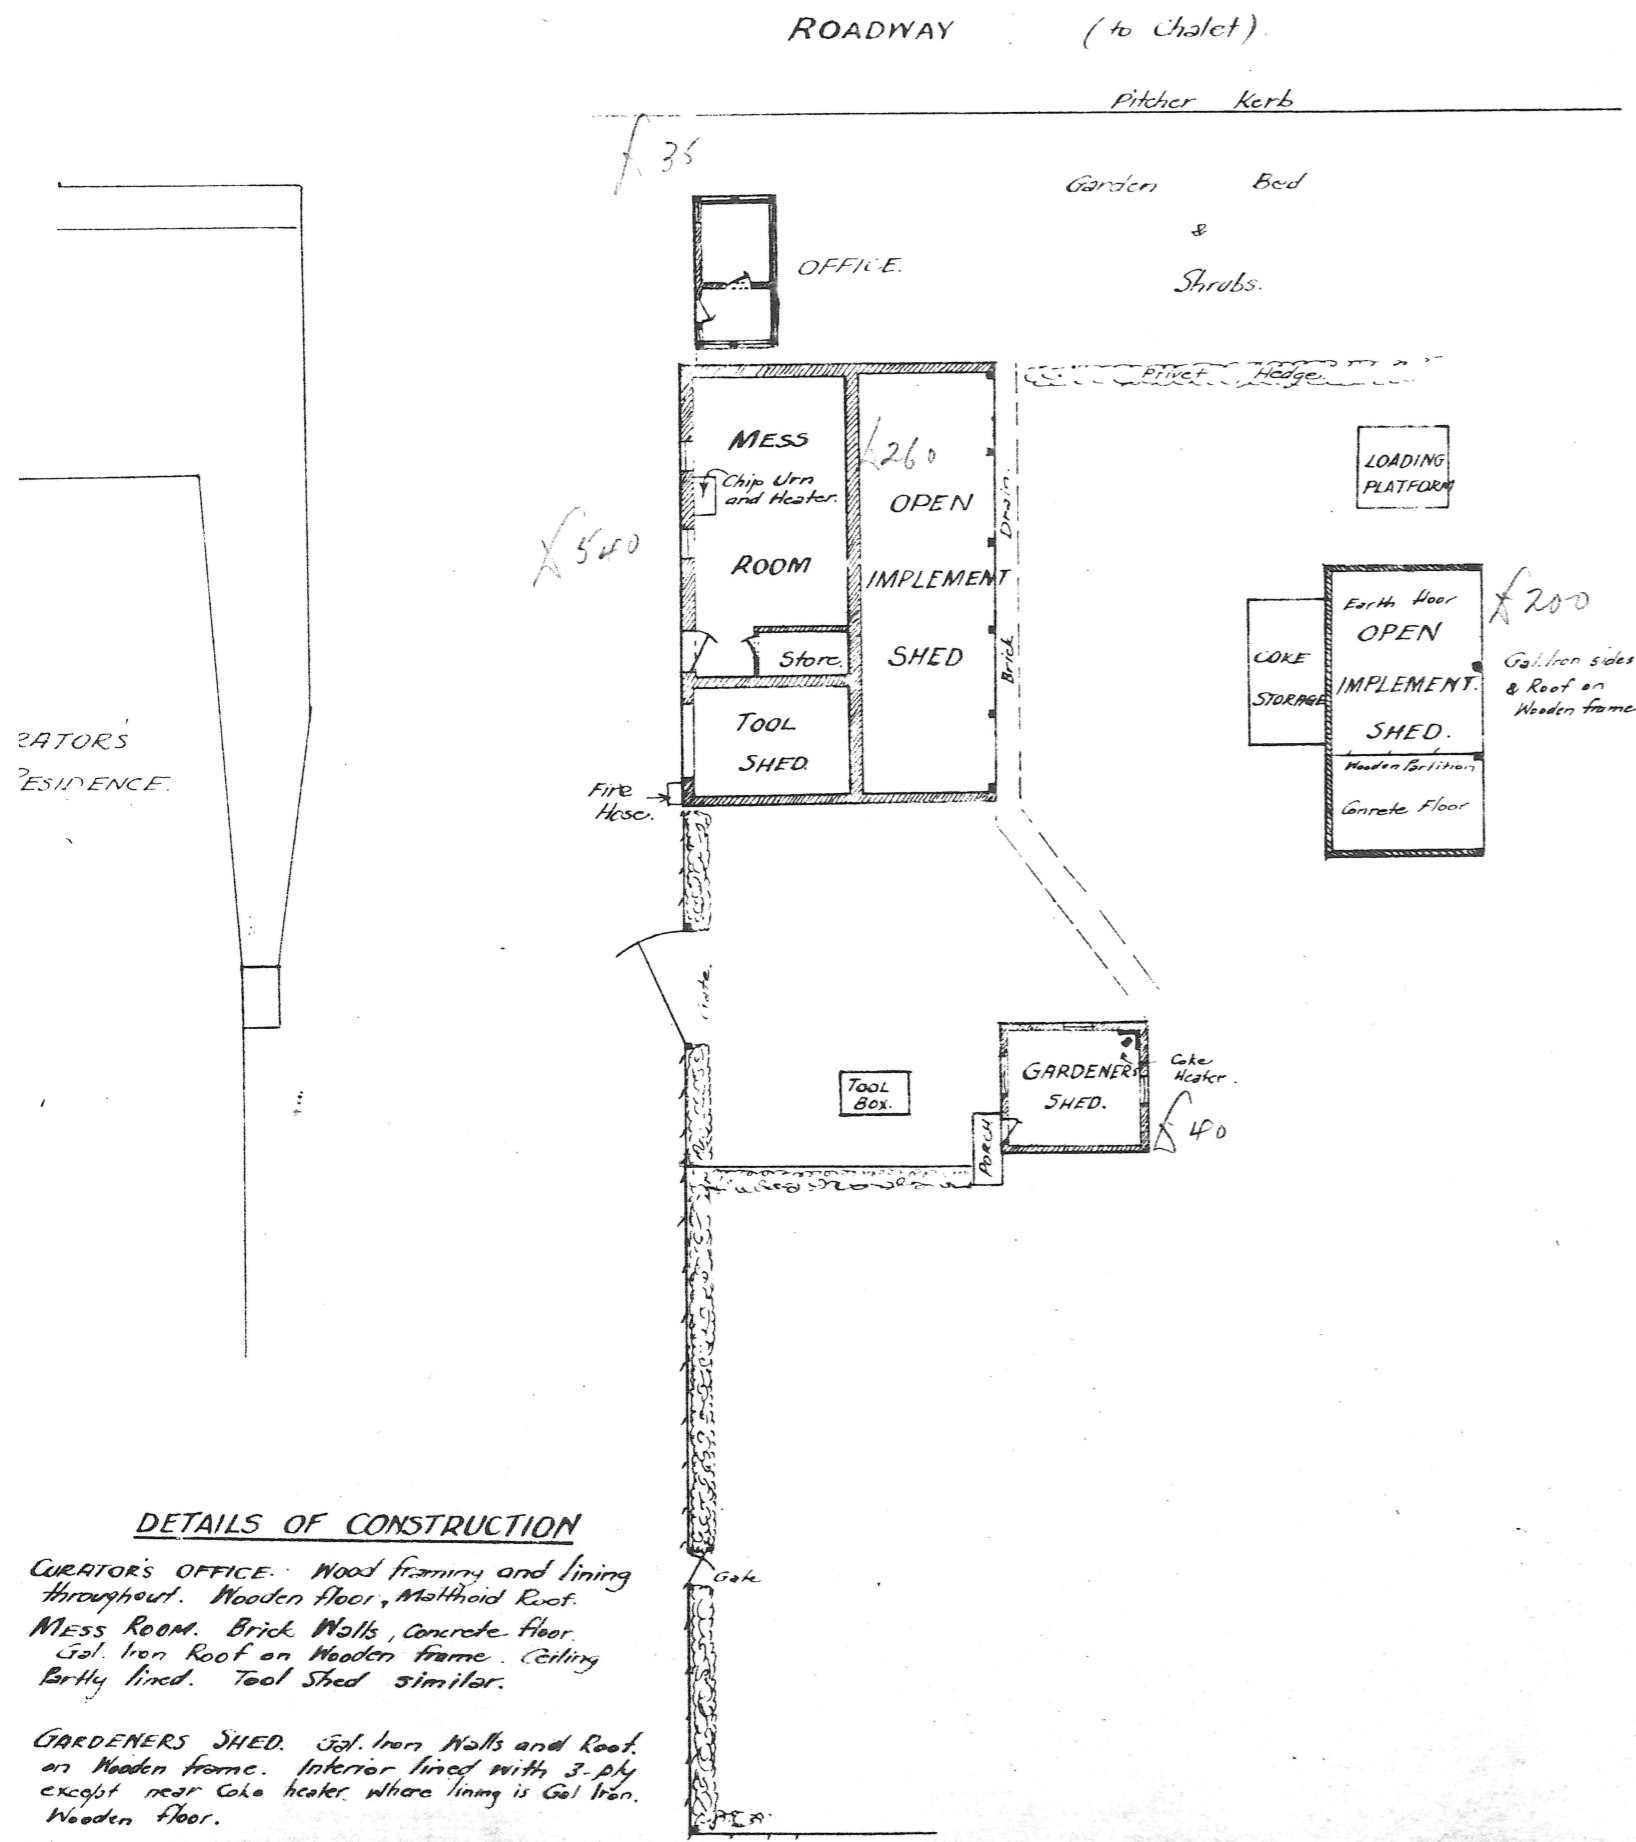 ROADWAY (to Chalet).
Pitcher Kerb
£35
Garden Bed
&
Shrubs.
OFFICE.
Privet Hedge.
MESS
Chip Urn
and Heater.
ROOM
£540
£260
OPEN
IMPLEMENT
SHED
Brick Drain.
Store.
TOOL
SHED
Fire
Hose.
LOADING
PLATFORM
Earth floor
OPEN
IMPLEMENT.
SHED.
Wooden Partition
Conrete Floor
COKE
STORAGE
£200
Gal. Iron sides
& Roof on
Wooden frame
RATOR'S
RESIDENCE.
Gate.
TOOL
BOX.
GARDENERS
SHED.
Coke
Heater.
PORCH
£40
Gate
DETAILS OF CONSTRUCTION
CURATOR'S OFFICE. Wood framing and lining
throughout. Wooden floor, Malthoid Roof.
MESS ROOM. Brick Walls, Concrete floor.
Gal. Iron Roof on Wooden frame. Ceiling
Partly lined. Tool Shed similar.
GARDENERS SHED. Gal. Iron Walls and Roof.
on Wooden frame. Interior lined with 3-ply
except near Coke heater where lining is Gal Iron.
Wooden floor.